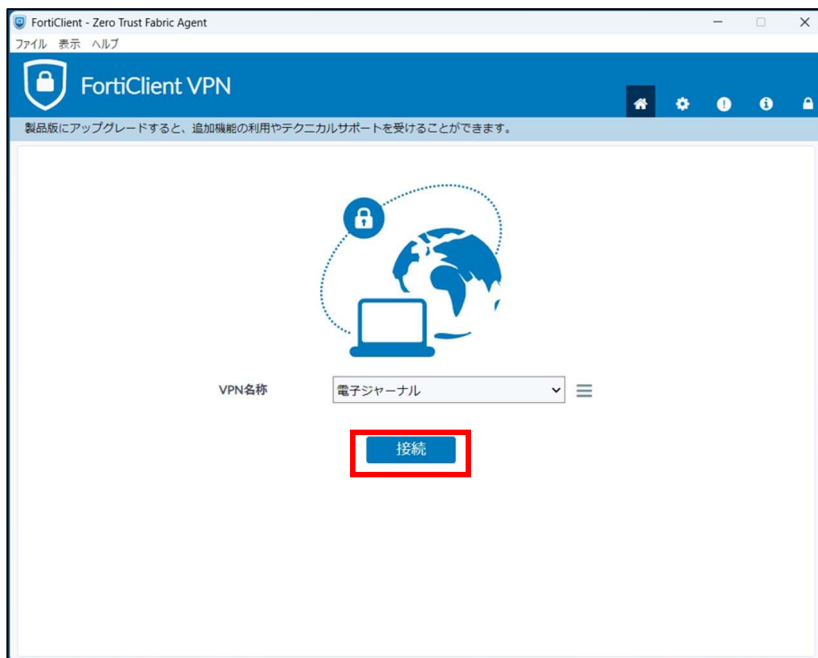 FortiClient - Zero Trust Fabric Agent
ファイル 表示 ヘルプ
FortiClient VPN
製品版にアップグレードすると、追加機能の利用やテクニカルサポートを受けることができます。
VPN名称 電子ジャーナル
接続